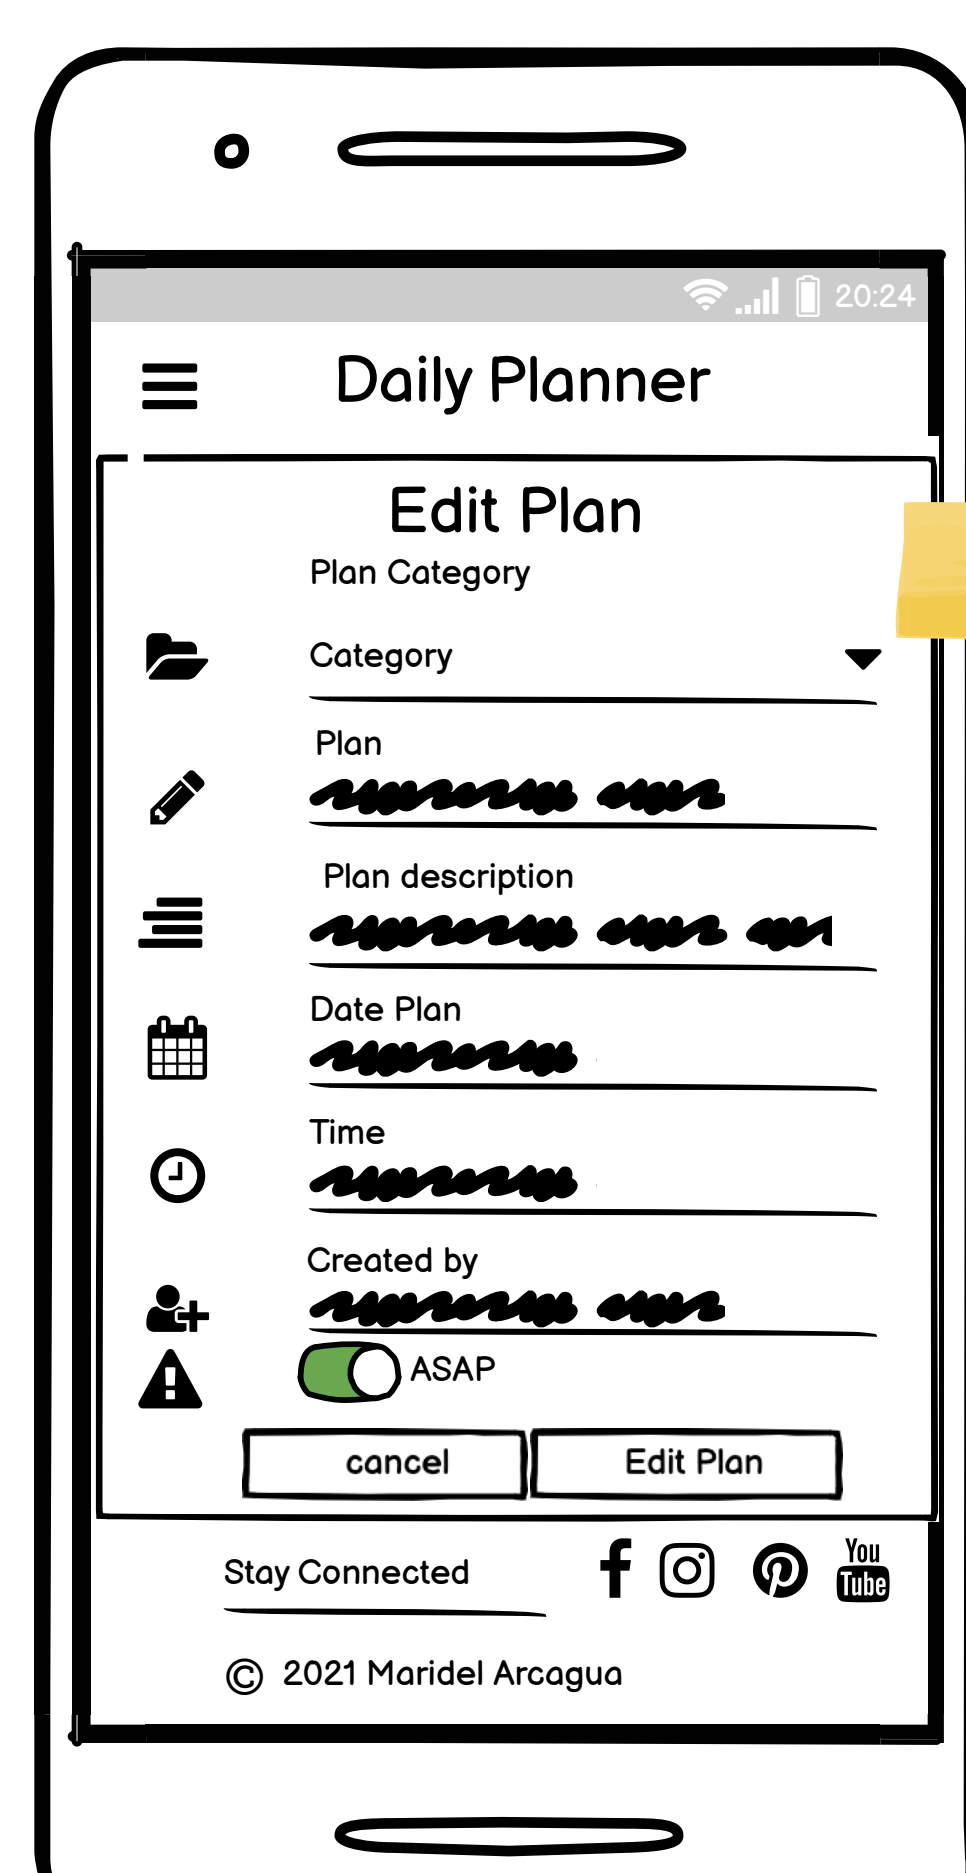 20:24
Daily Planner
Edit Plan
Plan Category
Category
Plan
Plan description
Date Plan
Time
Created by
ASAP
cancel Edit Plan
Stay Connected You Tube
© 2021 Maridel Arcagua